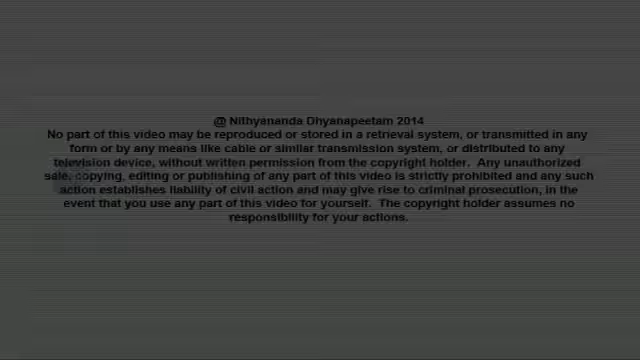 @ Nithyananda Dhyanapeetam 2014
No part of this video may be reproduced or stored in a retrieval system, or transmitted in any
form or by any means like cable or similar transmission system, or distributed to any
television device, without written permission from the copyright holder. Any unauthorized
sale, copying, editing or publishing of any part of this video is strictly prohibited and any such
action establishes liability of civil action and may give rise to criminal prosecution, in the
event that you use any part of this video for yourself. The copyright holder assumes no
responsibility for your actions.